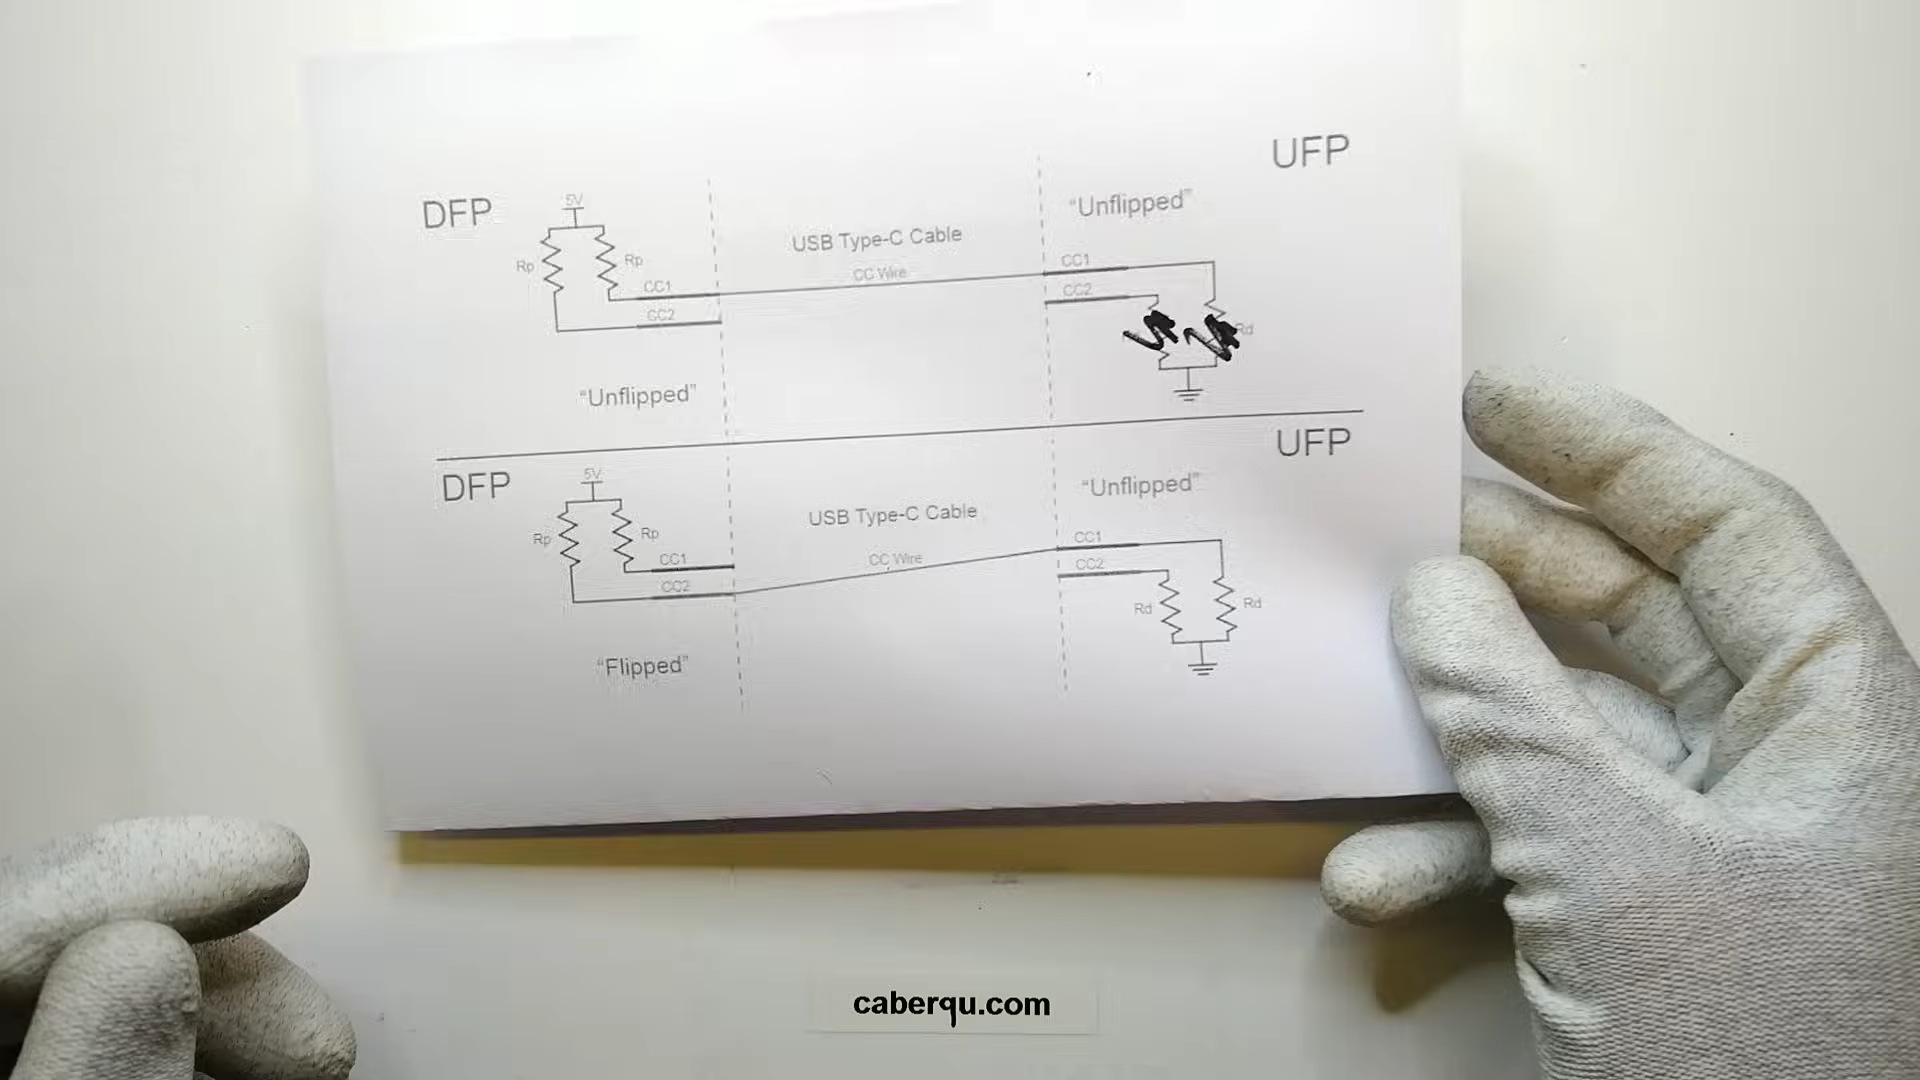 UFP
"Unflipped"
DFP
5V
USB Type-C Cable
Rp
Rp
CC Wire
CC1
CC1
CC2
CC2
Rd
"Unflipped"
UFP
DFP
5V
"Unflipped"
USB Type-C Cable
Rp
Rp
CC Wire
CC1
CC1
CC2
CC2
Rd
Rd
"Flipped"
caberqu.com